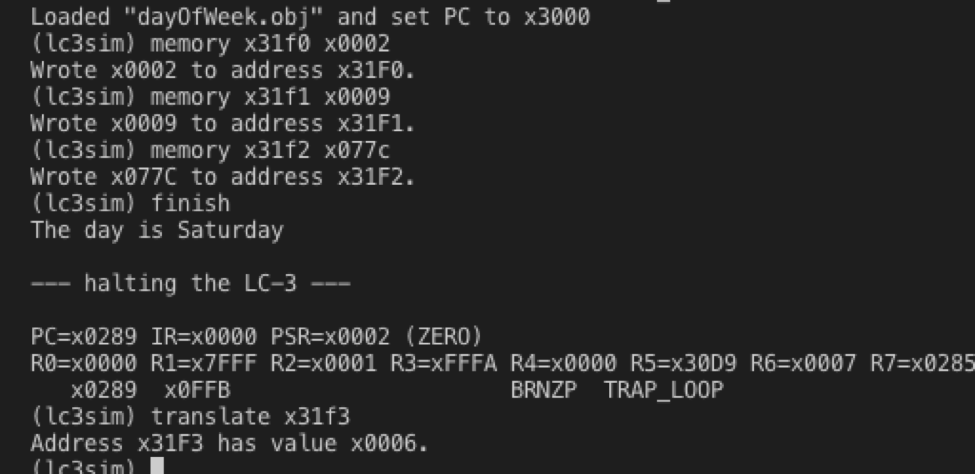 Loaded "dayOfWeek.obj" and set PC to x3000
(lc3sim) memory x31f0 x0002
Wrote x0002 to address x31F0.
(lc3sim) memory x31f1 x0009
Wrote x0009 to address x31F1.
(lc3sim) memory x31f2 x077c
Wrote x077C to address x31F2.
(lc3sim) finish
The day is Saturday
--- halting the LC-3 ---
PC=x0289 IR=x0000 PSR=x0002 (ZERO)
R0=x0000 R1=x7FFF R2=x0001 R3=xFFFA R4=x0000 R5=x30D9 R6=x0007 R7=x0285
x0289 x0FFB BRNZP TRAP_LOOP
(lc3sim) translate x31f3
Address x31F3 has value x0006.
(lc3sim)